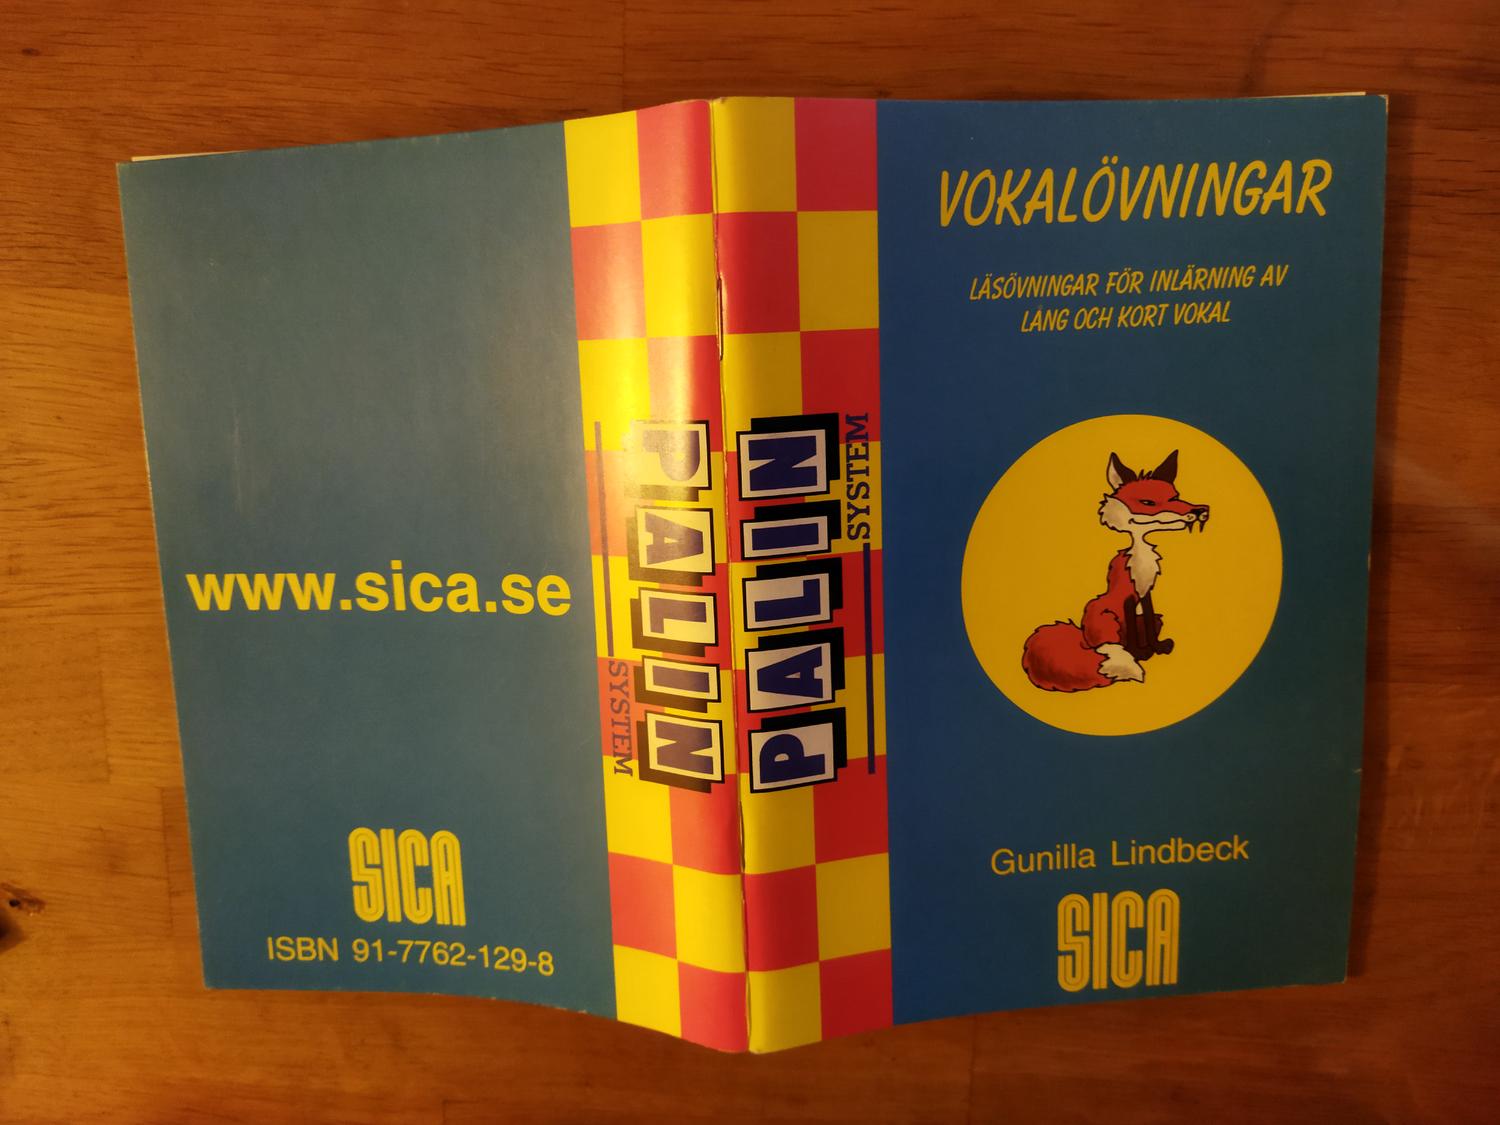 www.sica.se
SICA
ISBN 91-7762-129-8
PALIN
SYSTEM
PALIN
SYSTEM
VOKALÖVNINGAR
LÄSÖVNINGAR FÖR INLÄRNING AV
LÅNG OCH KORT VOKAL
Gunilla Lindbeck
SICA